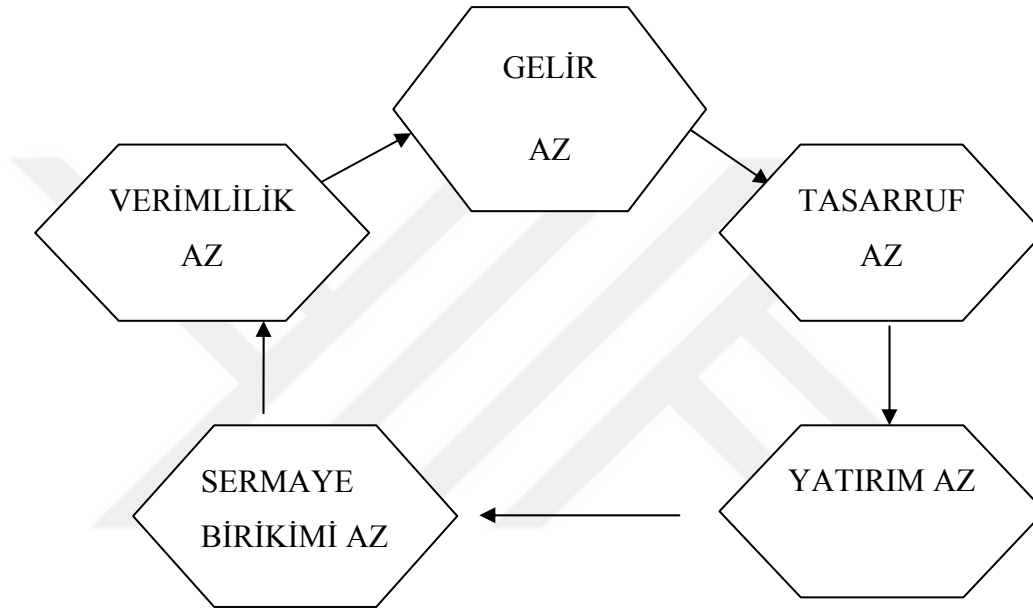 GELİR
AZ
VERİMLİLİK
AZ
TASARRUF
AZ
SERMAYE
BİRİKİMİ AZ
YATIRIM AZ